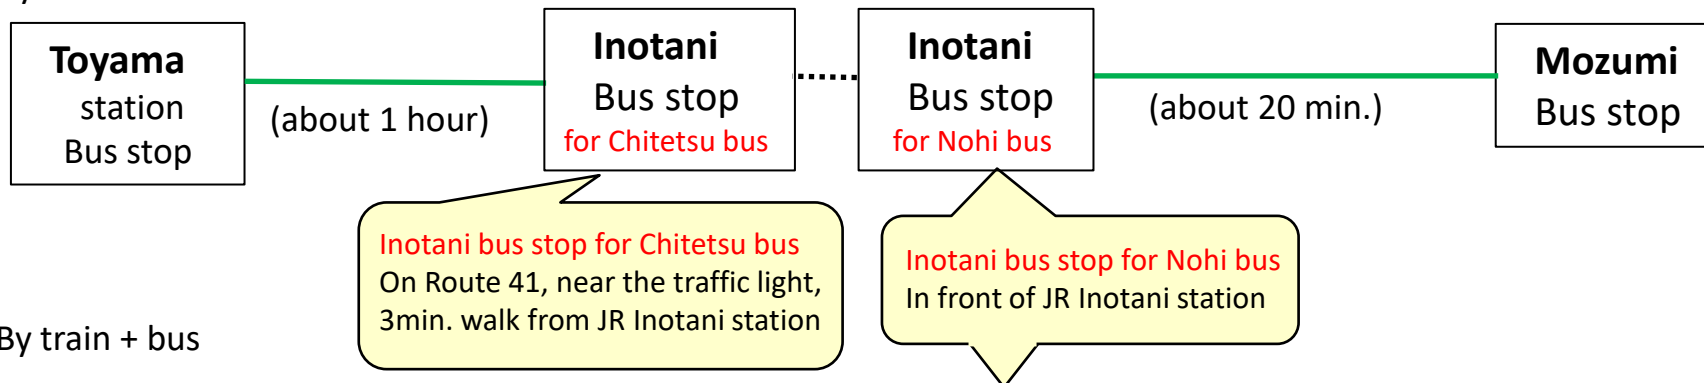 Toyama
station
Bus stop
(about 1 hour)
Inotani
Bus stop
for Chitetsu bus
Inotani
Bus stop
for Nohi bus
(about 20 min.)
Mozumi
Bus stop
Inotani bus stop for Chitetsu bus
On Route 41, near the traffic light,
3min. walk from JR Inotani station
Inotani bus stop for Nohi bus
In front of JR Inotani station
By train + bus